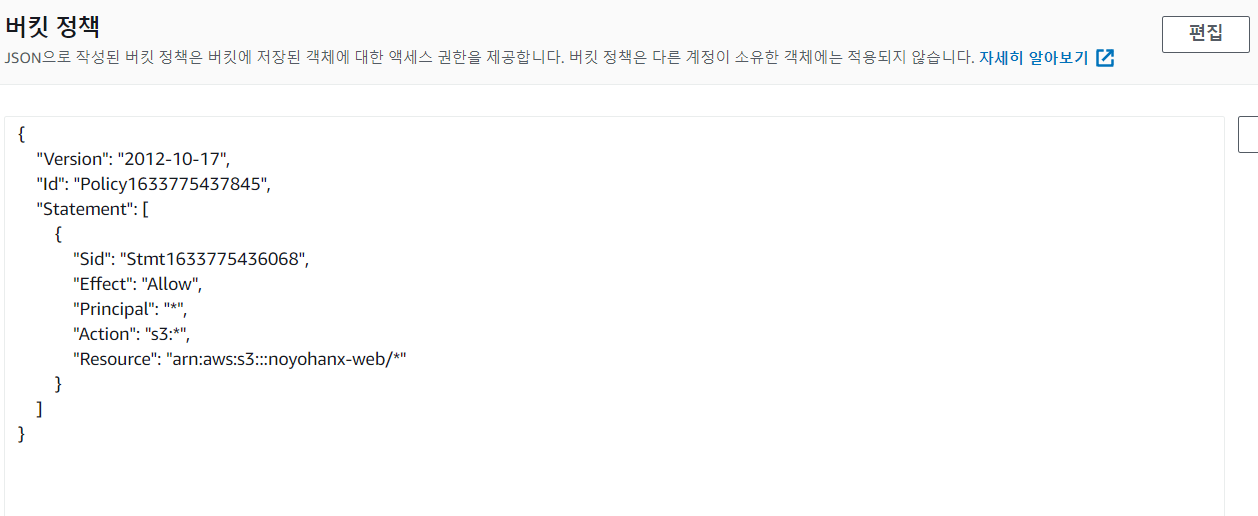 버킷 정책
편집
JSON으로 작성된 버킷 정책은 버킷에 저장된 객체에 대한 액세스 권한을 제공합니다. 버킷 정책은 다른 계정이 소유한 객체에는 적용되지 않습니다. 자세히 알아보기
{
"Version": "2012-10-17",
"Id": "Policy1633775437845",
"Statement": [
{
"Sid": "Stmt1633775436068",
"Effect": "Allow",
"Principal": "*",
"Action": "s3:*",
"Resource": "arn:aws:s3:::noyohanx-web/*"
}
]
}